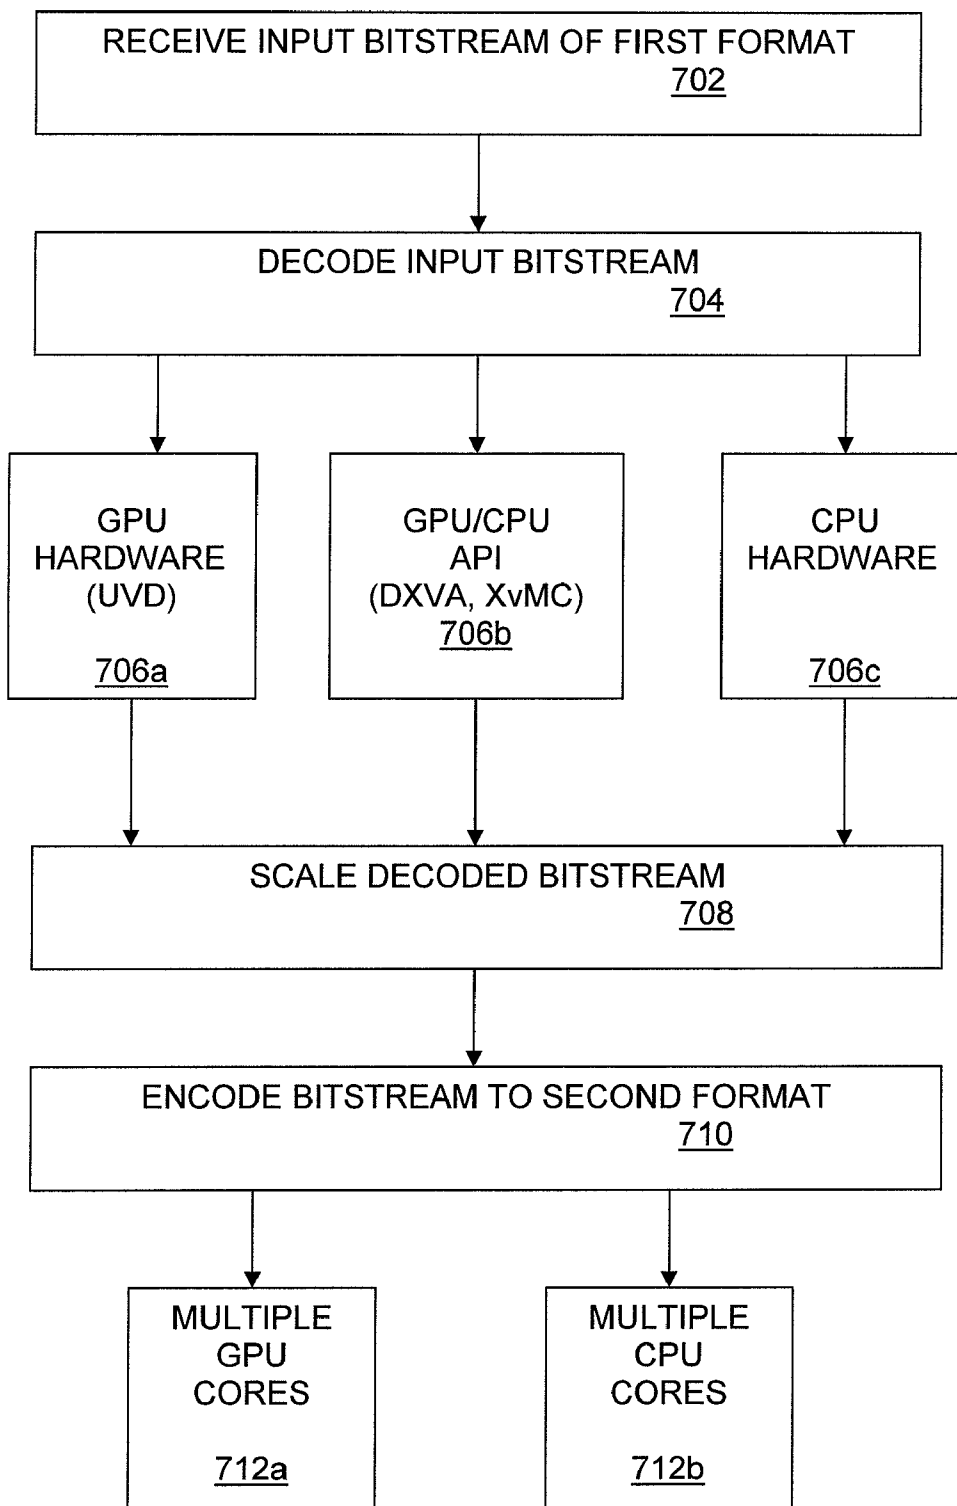 RECEIVE INPUT BITSTREAM OF FIRST FORMAT
702
DECODE INPUT BITSTREAM
704
GPU
HARDWARE
(UVD)
706a
GPU/CPU
API
(DXVA, XvMC)
706b
CPU
HARDWARE
706c
SCALE DECODED BITSTREAM
708
ENCODE BITSTREAM TO SECOND FORMAT
710
MULTIPLE
GPU
CORES
712a
MULTIPLE
CPU
CORES
712b